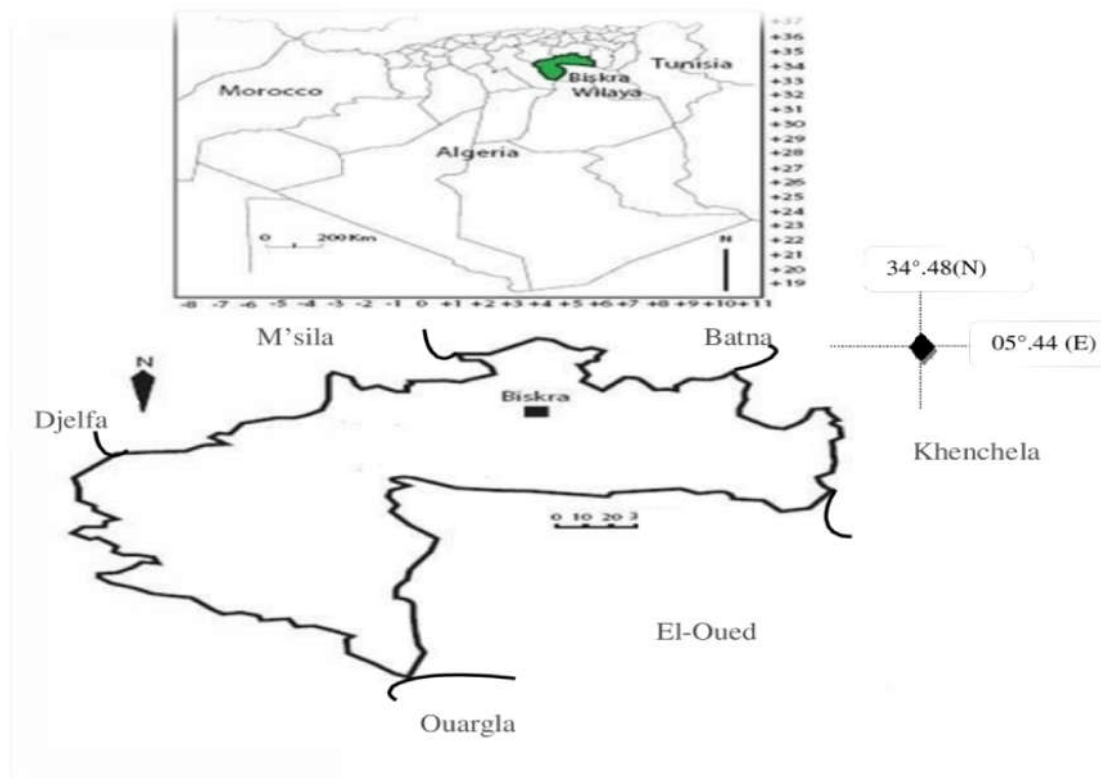 +37
+36
+35
+34
+33
+32
+31
+30
+29
+28
+27
+26
+25
+24
+23
+22
+21
+20
+19
Morocco
Tunisia
Biskra
Wilaya
Algeria
0 200 Km
N
-8 -7 -6 -5 -4 -3 -2 -1 0 +1 +2 +3 +4 +5 +6 +7 +8 +9 +10 +11
34°.48(N)
05°.44 (E)
M'sila
Batna
N
Biskra
Djelfa
Khenchela
0 10 20 3
El-Oued
Ouargla